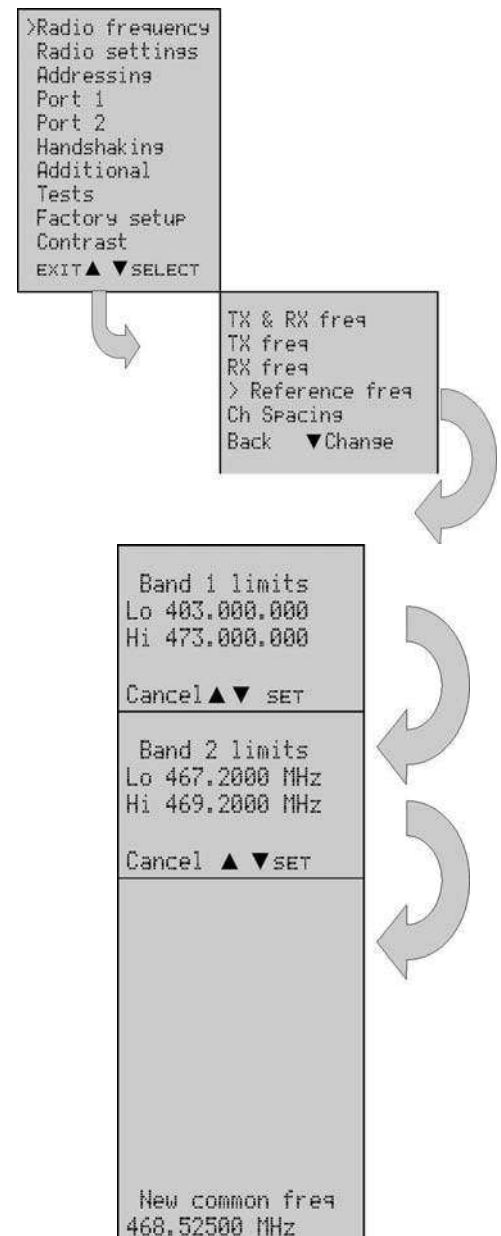 >Radio frequency
Radio settings
Addressing
Port 1
Port 2
Handshaking
Additional
Tests
Factory setup
Contrast
EXIT▲ ▼SELECT
TX & RX freq
TX freq
RX freq
> Reference freq
Ch Spacing
Back ▼Change
Band 1 limits
Lo 403.000.000
Hi 473.000.000
Cancel▲▼ SET
Band 2 limits
Lo 467.2000 MHz
Hi 469.2000 MHz
Cancel ▲ ▼SET
New common freq
468.52500 MHz